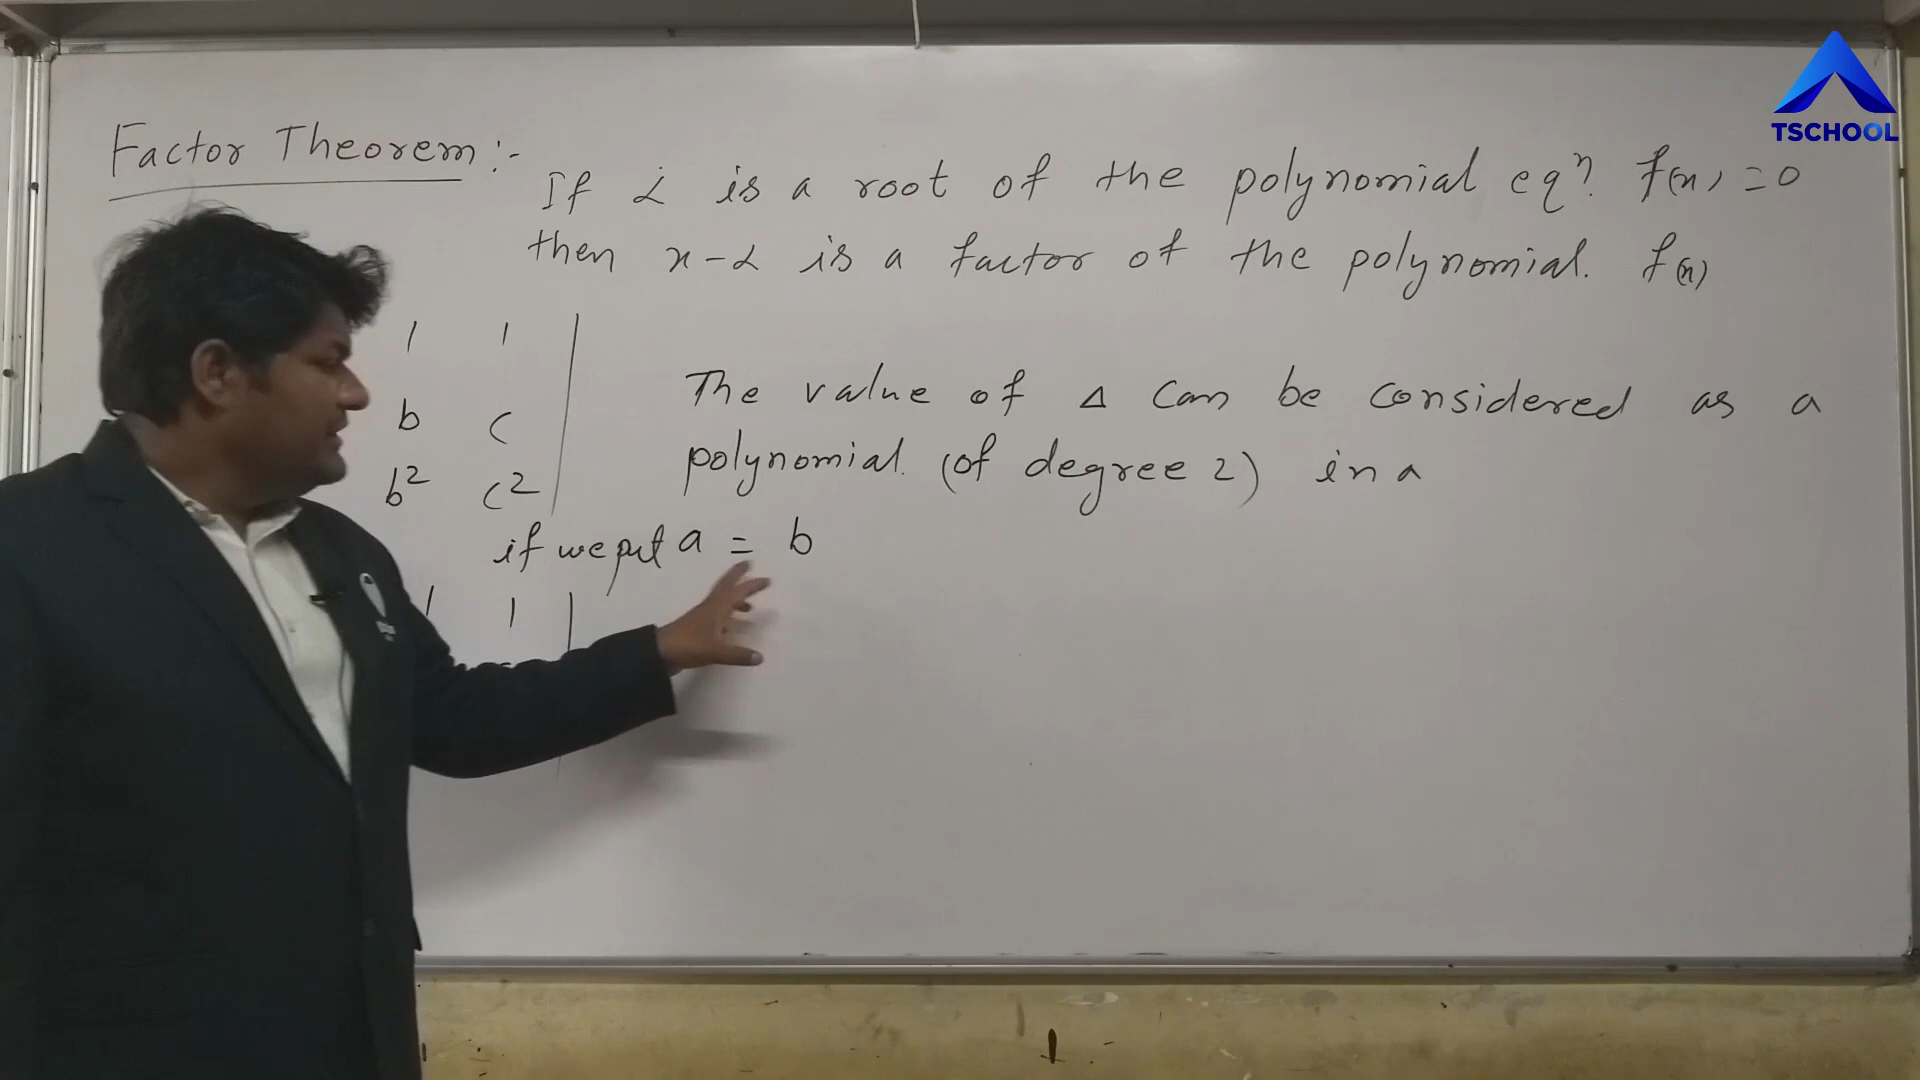 TSCHOOL
Factor Theorem :-
If α is a root of the polynomial eqⁿ. f(x) = 0
then x-α is a factor of the polynomial. f(x)
1 1
b c
b² c²
The value of Δ can be considered as a
polynomial. (of degree 2) in a
if we put a = b
1 1